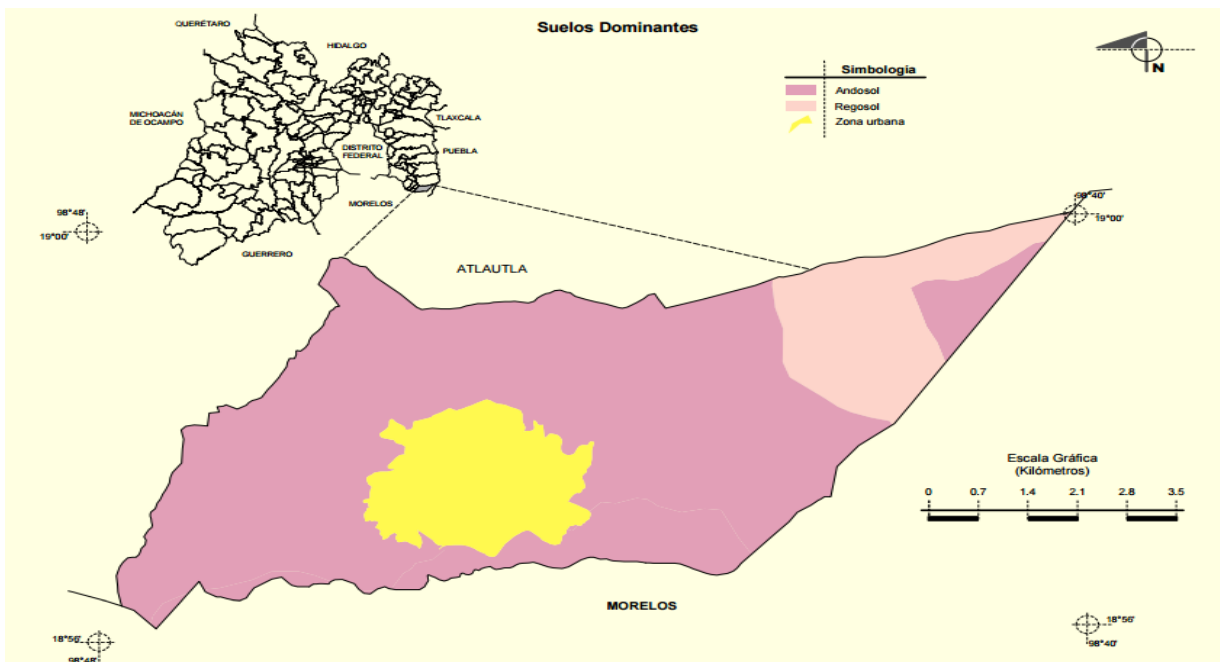 Suelos Dominantes
QUERÉTARO
HIDALGO
MICHOACÁN
DE OCAMPO
TLAXCALA
DISTRITO
FEDERAL
PUEBLA
MORELOS
GUERRERO
N
Simbología
Andosol
Regosol
Zona urbana
98°48'
19°00'
98°40'
19°00'
ATLAUTLA
Escala Gráfica
(Kilómetros)
0 0.7 1.4 2.1 2.8 3.5
MORELOS
18°56'
98°48'
18°56'
98°40'